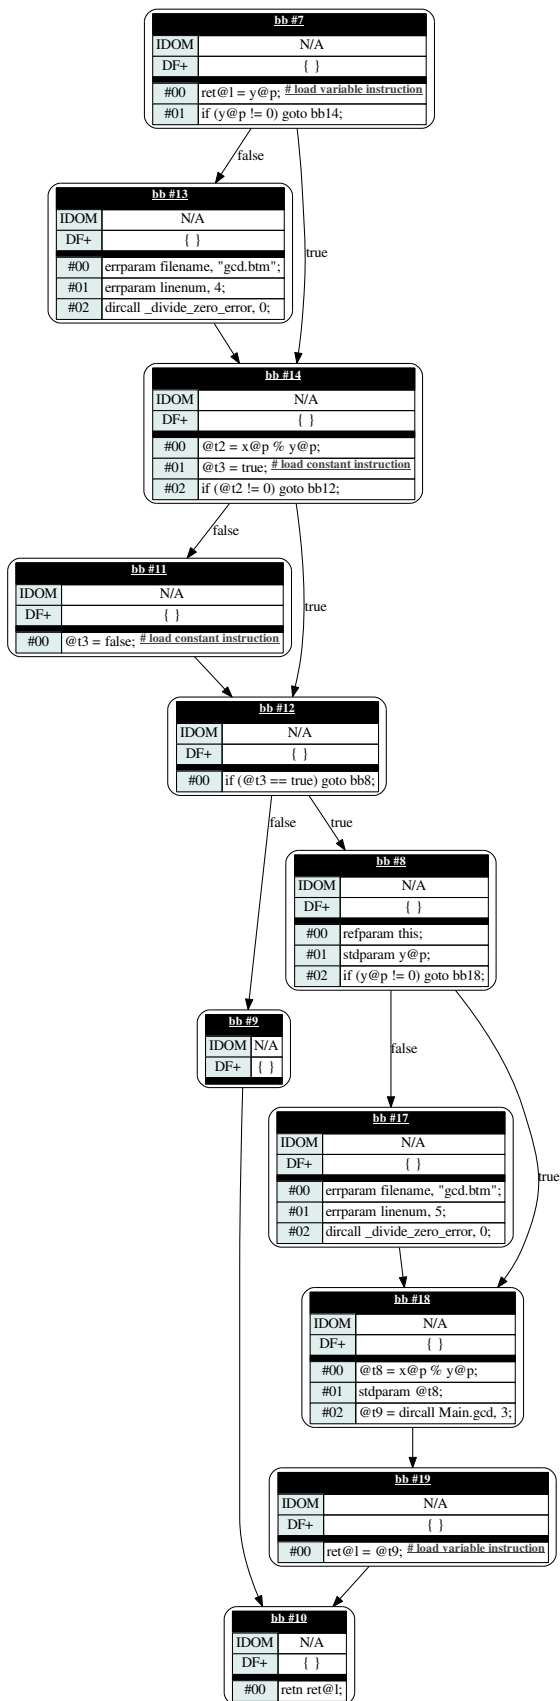 bb #7
IDOM N/A
DF+ { }
#00 ret@l = y@p; # load variable instruction
#01 if (y@p != 0) goto bb14;
false
true
bb #13
IDOM N/A
DF+ { }
#00 errparam filename, "gcd.btm";
#01 errparam linenum, 4;
#02 dircall _divide_zero_error, 0;
bb #14
IDOM N/A
DF+ { }
#00 @t2 = x@p % y@p;
#01 @t3 = true; # load constant instruction
#02 if (@t2 != 0) goto bb12;
false
true
bb #11
IDOM N/A
DF+ { }
#00 @t3 = false; # load constant instruction
bb #12
IDOM N/A
DF+ { }
#00 if (@t3 == true) goto bb8;
false
true
bb #8
IDOM N/A
DF+ { }
#00 refparam this;
#01 stdparam y@p;
#02 if (y@p != 0) goto bb18;
bb #9
IDOM N/A
DF+ { }
false
true
bb #17
IDOM N/A
DF+ { }
#00 errparam filename, "gcd.btm";
#01 errparam linenum, 5;
#02 dircall _divide_zero_error, 0;
bb #18
IDOM N/A
DF+ { }
#00 @t8 = x@p % y@p;
#01 stdparam @t8;
#02 @t9 = dircall Main.gcd, 3;
bb #19
IDOM N/A
DF+ { }
#00 ret@l = @t9; # load variable instruction
bb #10
IDOM N/A
DF+ { }
#00 retn ret@l;